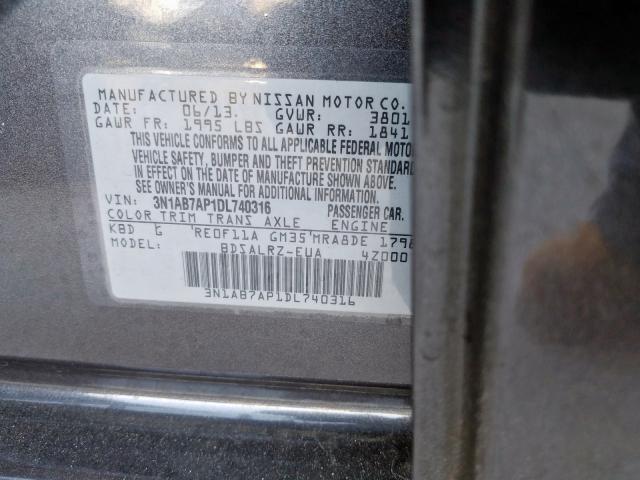 MANUFACTURED BY NISSAN MOTOR CO.
DATE: 06/13. GVWR: 3801
GAWR FR: 1995 LBS GAWR RR: 1841
THIS VEHICLE CONFORMS TO ALL APPLICABLE FEDERAL MOTOR
VEHICLE SAFETY, BUMPER AND THEFT PREVENTION STANDARD
IN EFFECT ON THE DATE OF MANUFACTURE SHOWN ABOVE.
SEE OWNER'S MANUAL FOR ADDITIONAL INFORMATION.
VIN: 3N1AB7AP1DL740316 PASSENGER CAR.
COLOR TRIM TRANS AXLE ENGINE
KBD G RE0F11A GM35 MRA8DE 1798
MODEL: BDSALRZ-EUA 4Z000
3N1AB7AP1DL740316